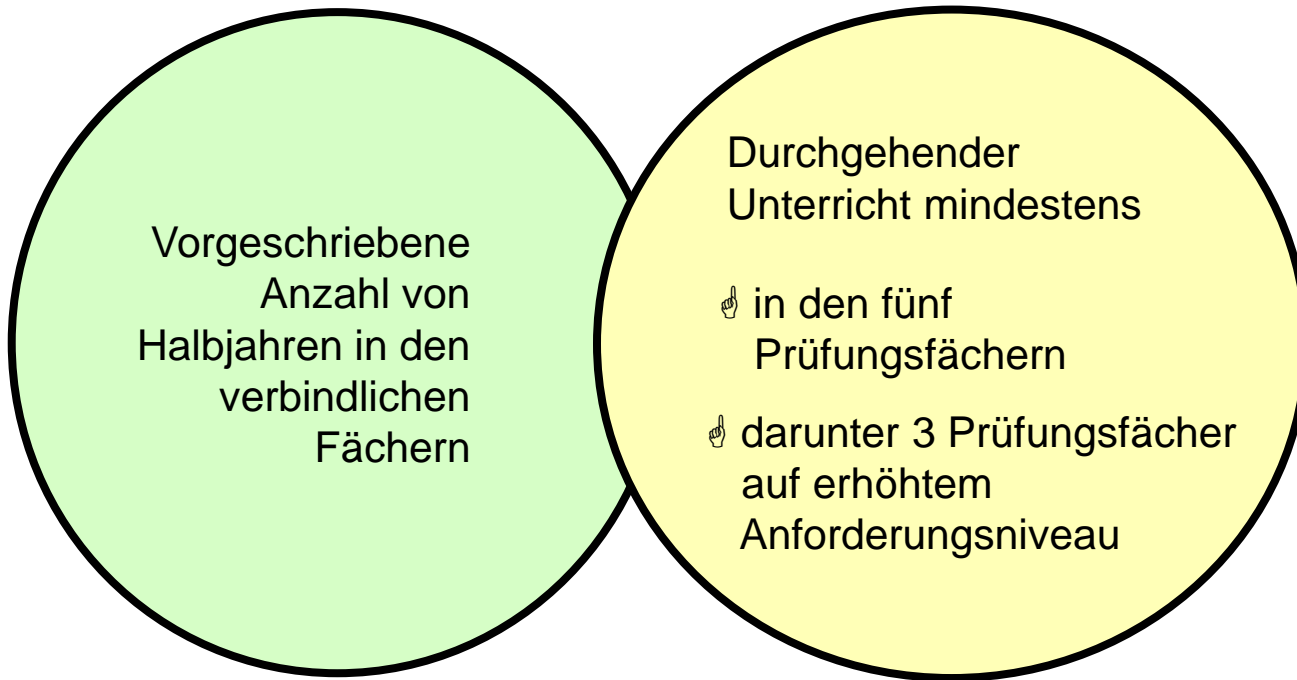 Vorgeschriebene
Anzahl von
Halbjahren in den
verbindlichen
Fächern
Durchgehender
Unterricht mindestens
☝ in den fünf
Prüfungsfächern
☝ darunter 3 Prüfungsfächer
auf erhöhtem
Anforderungsniveau